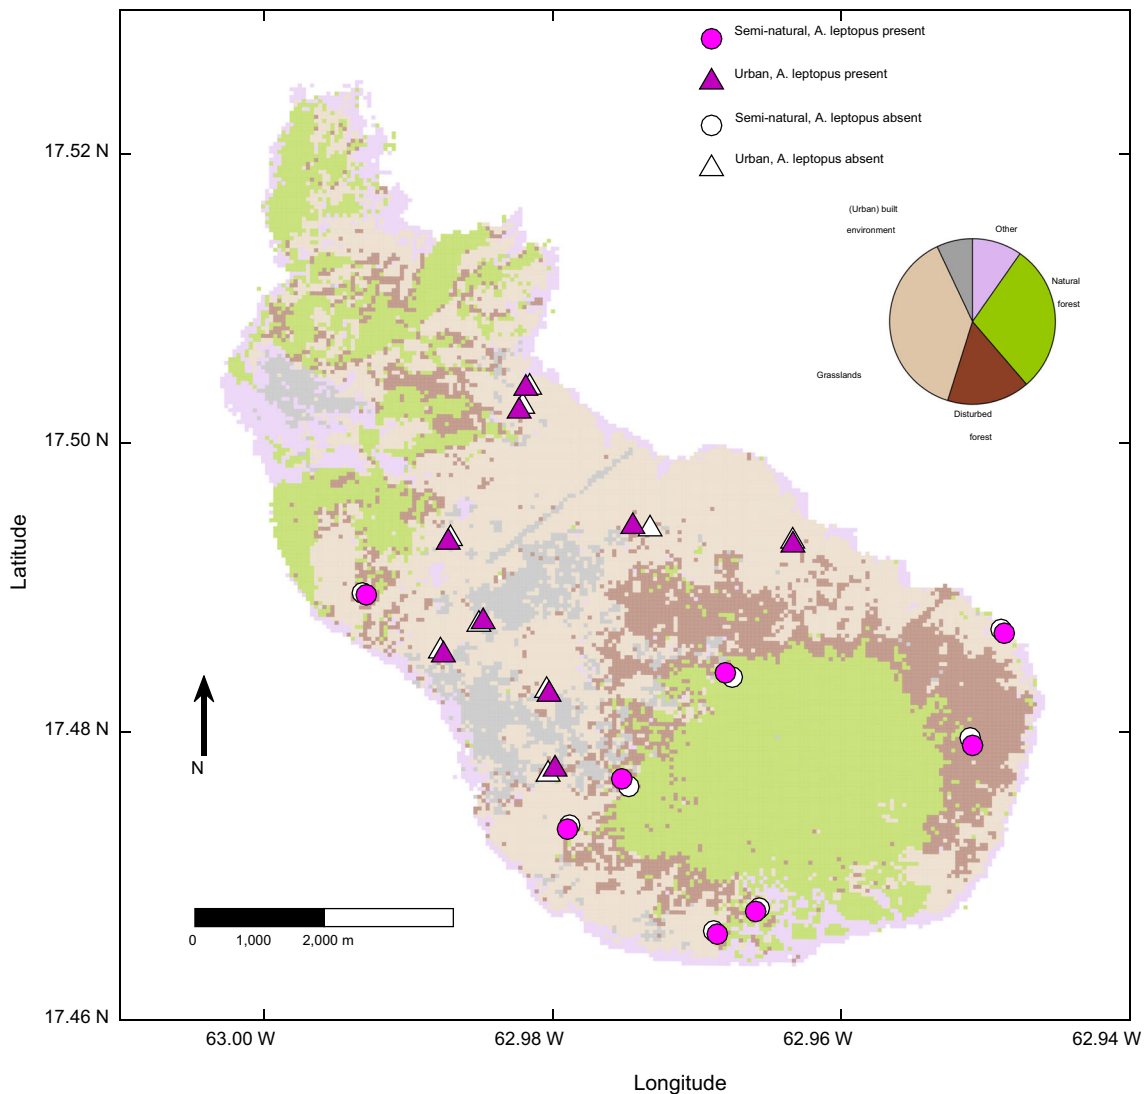 Semi-natural, A. leptopus present
Urban, A. leptopus present
Semi-natural, A. leptopus absent
Urban, A. leptopus absent
(Urban) built
environment
Other
Natural
forest
Grasslands
Disturbed
forest
17.52 N
17.50 N
17.48 N
17.46 N
Latitude
N
0 1,000 2,000 m
63.00 W 62.98 W 62.96 W 62.94 W
Longitude